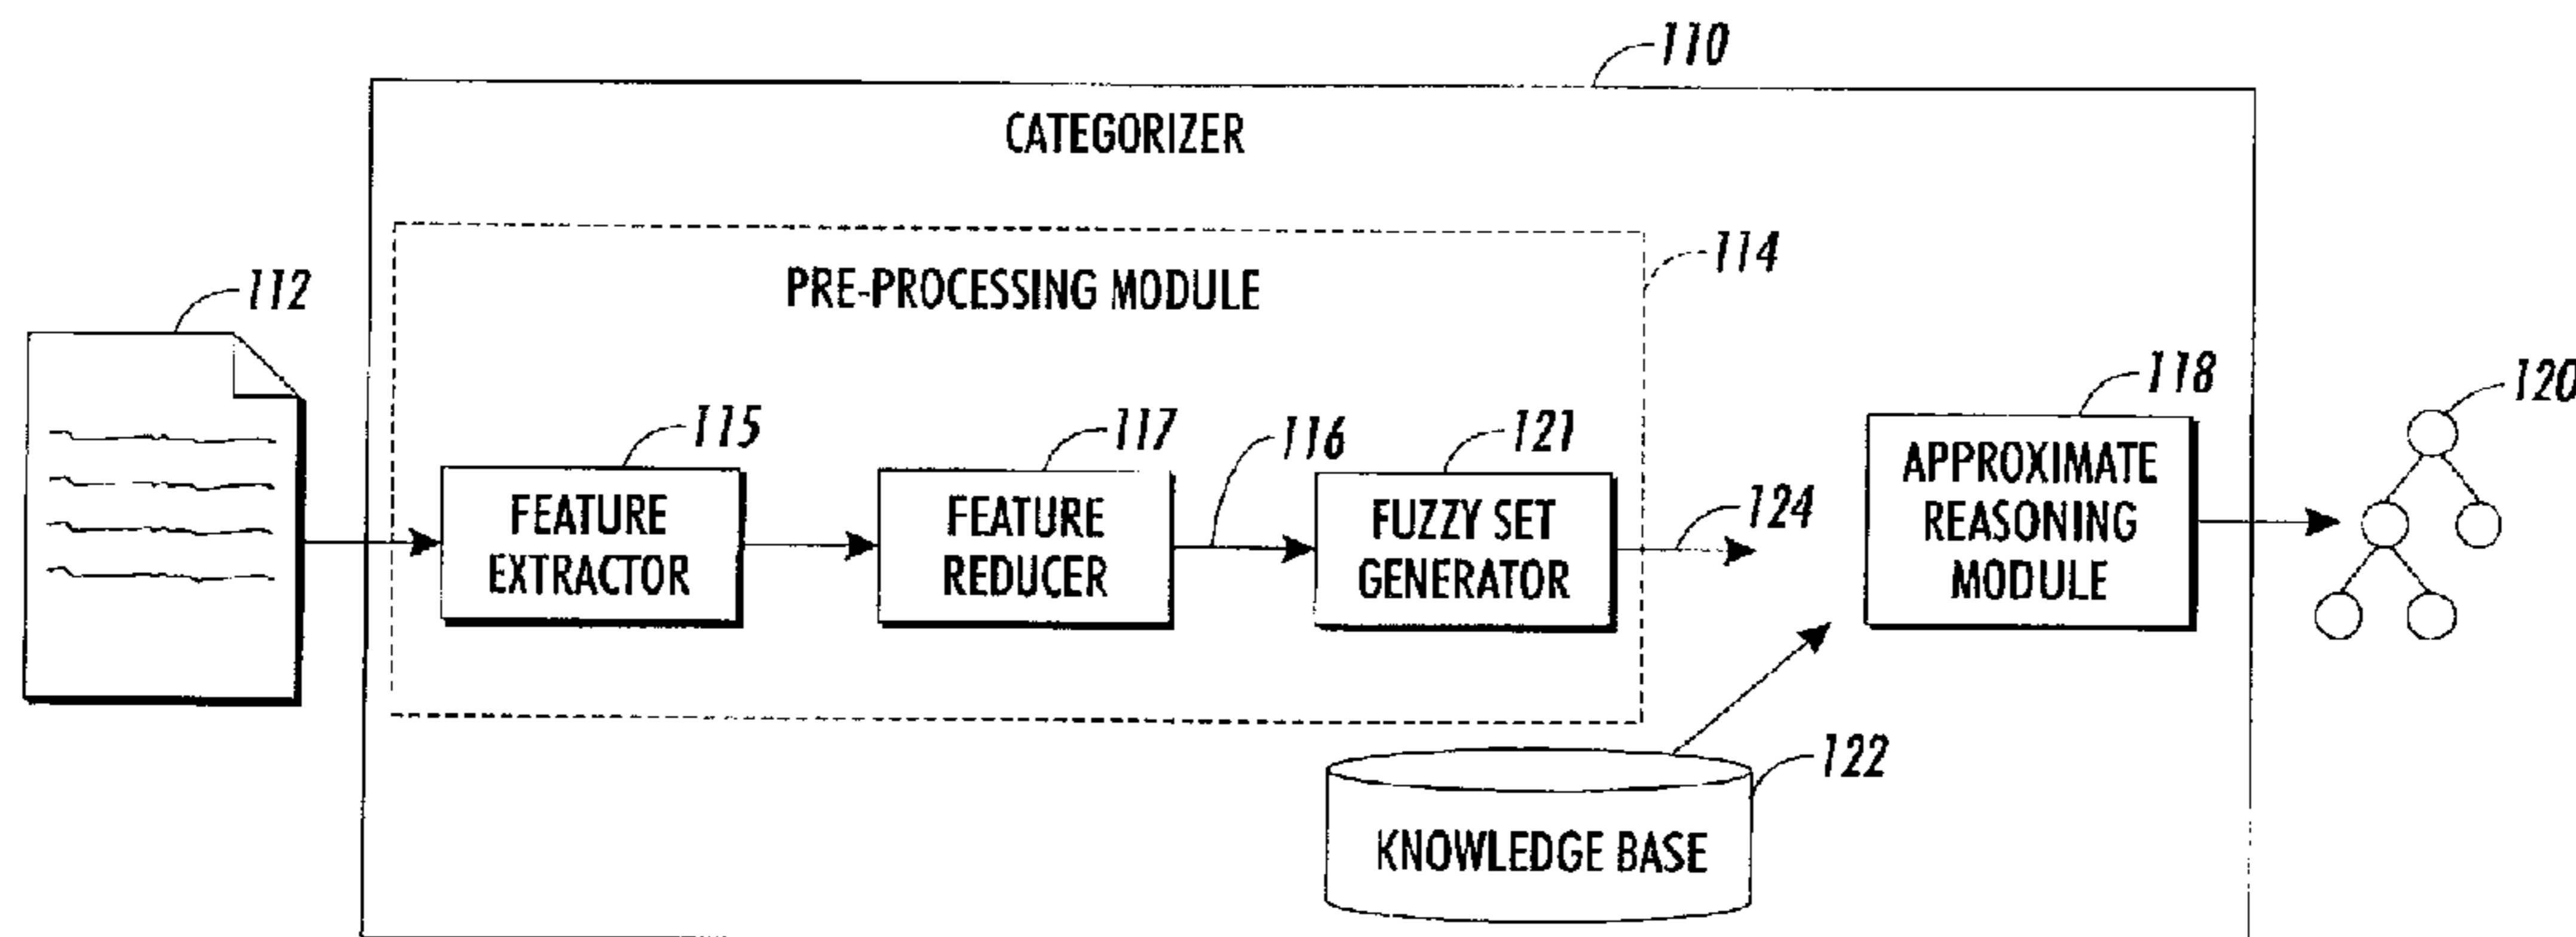 110
CATEGORIZER
114
PRE-PROCESSING MODULE
112
118
120
115
117
116
121
124
FEATURE
EXTRACTOR
FEATURE
REDUCER
FUZZY SET
GENERATOR
APPROXIMATE
REASONING
MODULE
122
KNOWLEDGE BASE